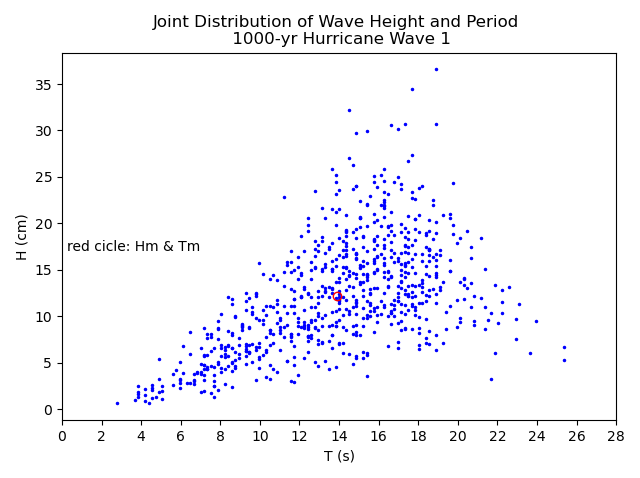 Joint Distribution of Wave Height and Period
1000-yr Hurricane Wave 1
35
30
25
20
15
10
5
0
H (cm)
red cicle: Hm & Tm
0 2 4 6 8 10 12 14 16 18 20 22 24 26 28
T (s)